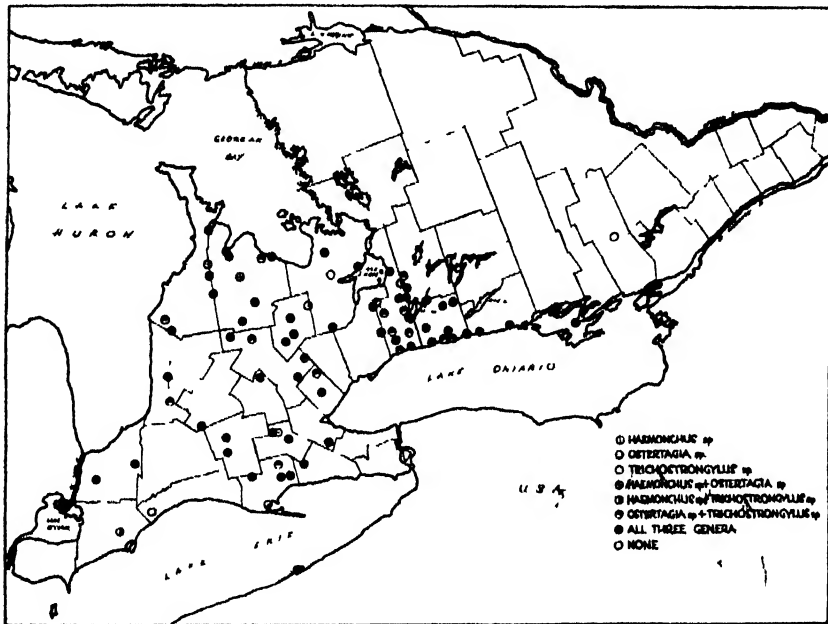 GEORGIAN
BAY
LAKE
HURON
LAKE ONTARIO
U S A
LAKE ERIE
HAEMONCHUS sp
OSTERTAGIA sp.
TRICHOSTRONGYLUS sp
HAEMONCHUS sp + OSTERTAGIA sp
HAEMONCHUS sp + TRICHOSTRONGYLUS sp
OSTERTAGIA sp + TRICHOSTRONGYLUS sp
ALL THREE GENERA
NONE